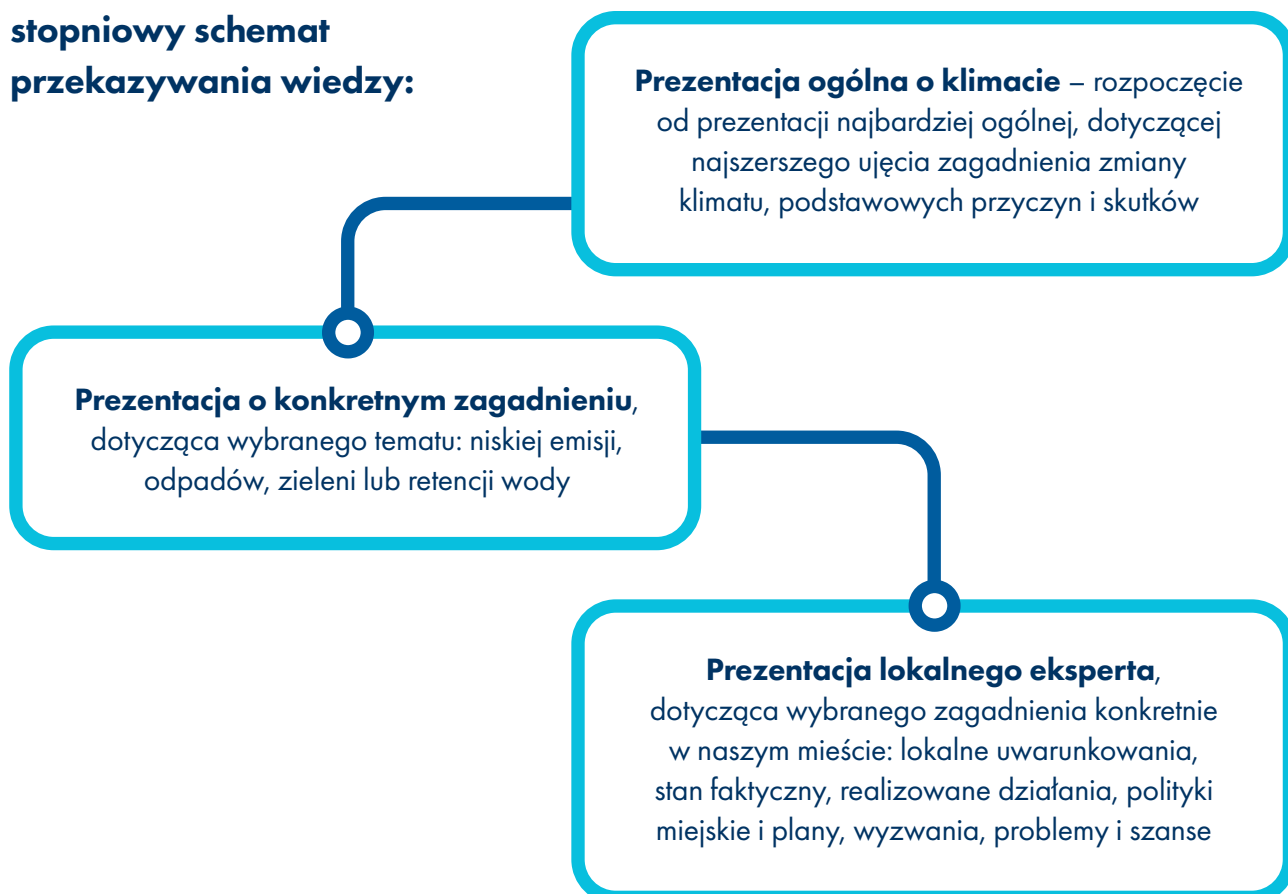 stopniowy schemat
przekazywania wiedzy:
Prezentacja ogólna o klimacie – rozpoczęcie
od prezentacji najbardziej ogólnej, dotyczącej
najszerszego ujęcia zagadnienia zmiany
klimatu, podstawowych przyczyn i skutków
Prezentacja o konkretnym zagadnieniu,
dotycząca wybranego tematu: niskiej emisji,
odpadów, zieleni lub retencji wody
Prezentacja lokalnego eksperta,
dotycząca wybranego zagadnienia konkretnie
w naszym mieście: lokalne uwarunkowania,
stan faktyczny, realizowane działania, polityki
miejskie i plany, wyzwania, problemy i szanse